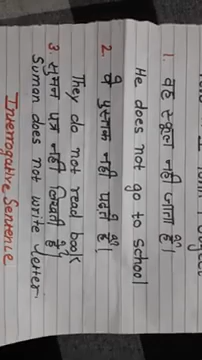 1. वह स्कूल नहीं जाता है।
He does not go to school
2. वे पुस्तक नहीं पढ़ते हैं।
They do not read book
3. सुमन पत्र नहीं लिखती है।
Suman does not write letter.
Interrogative Sentence